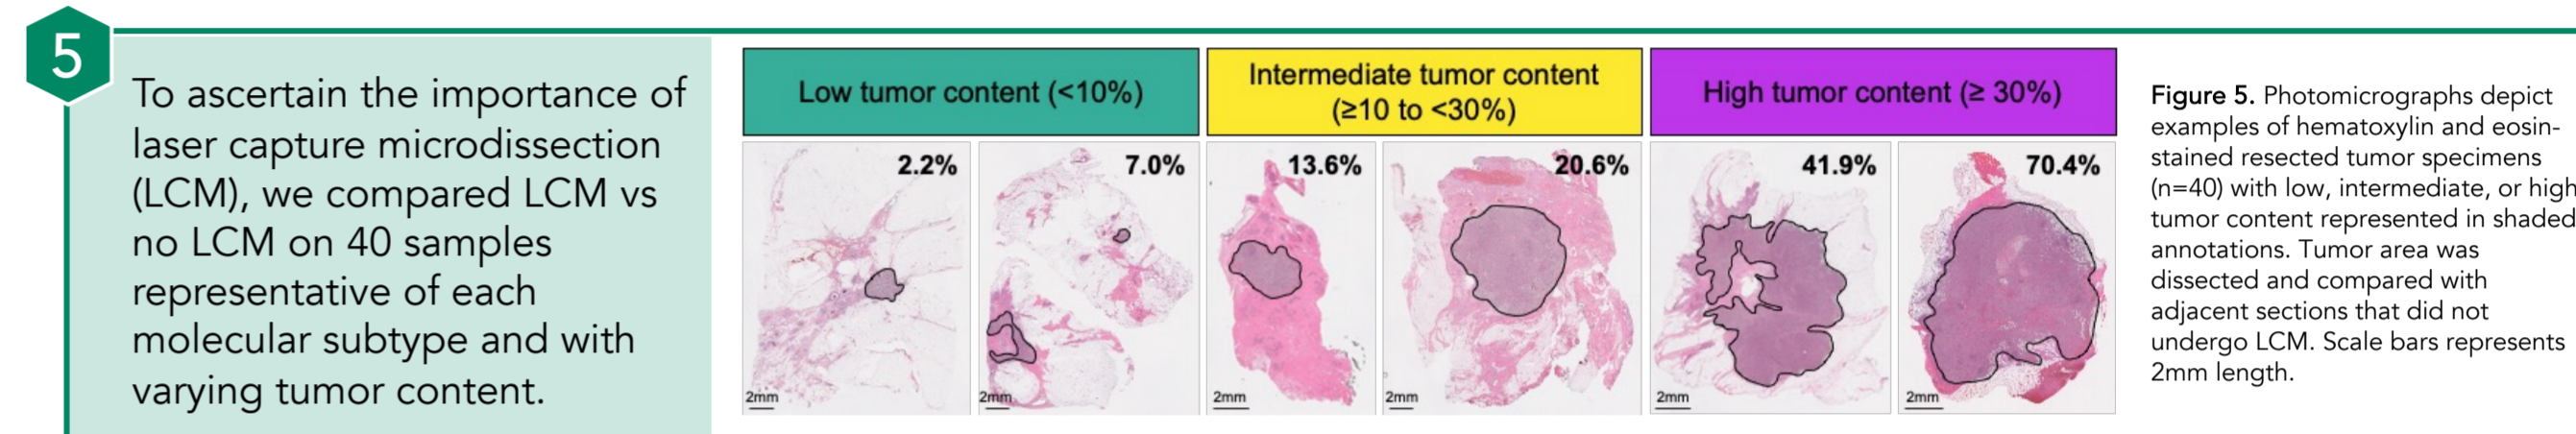 5
To ascertain the importance of
laser capture microdissection
(LCM), we compared LCM vs
no LCM on 40 samples
representative of each
molecular subtype and with
varying tumor content.
Low tumor content (<10%)
Intermediate tumor content
(≥10 to <30%)
High tumor content (≥ 30%)
2.2%
7.0%
13.6%
20.6%
41.9%
70.4%
2mm
2mm
2mm
2mm
2mm
2mm
Figure 5. Photomicrographs depict
examples of hematoxylin and eosin-
stained resected tumor specimens
(n=40) with low, intermediate, or high
tumor content represented in shaded
annotations. Tumor area was
dissected and compared with
adjacent sections that did not
undergo LCM. Scale bars represents
2mm length.